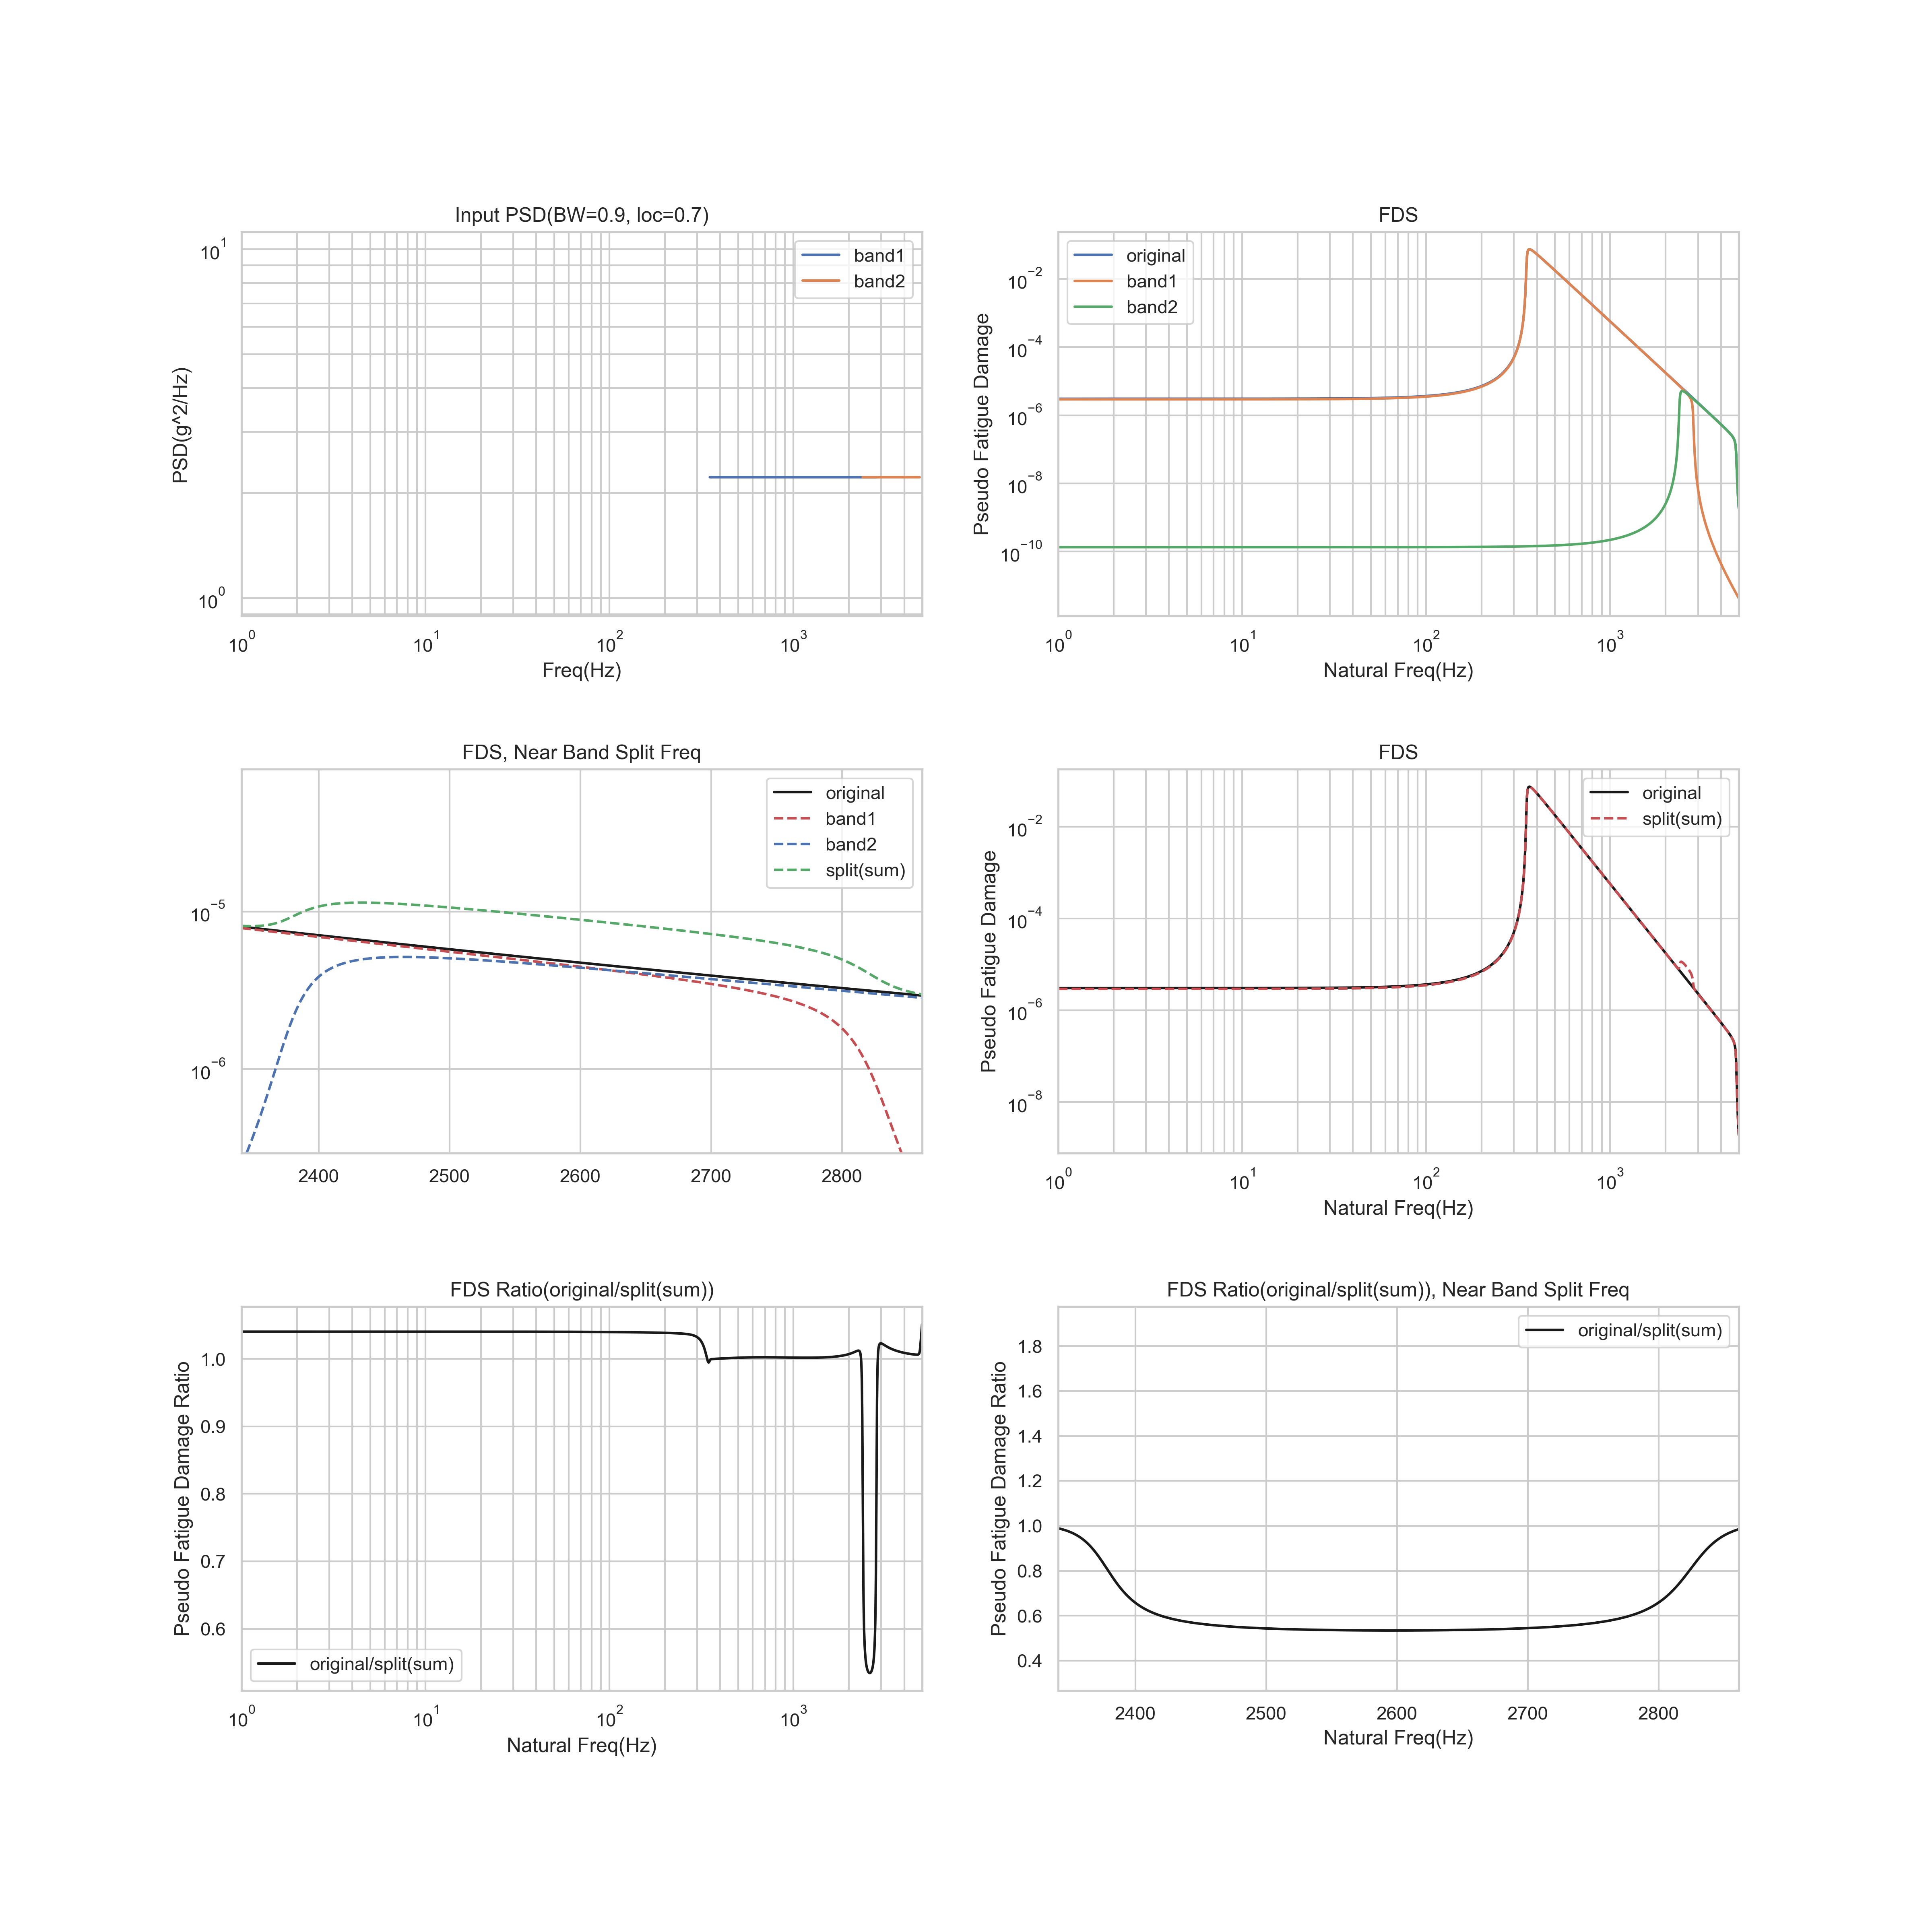 Input PSD(BW=0.9, loc=0.7)
PSD(g^2/Hz)
10^1
10^0
band1
band2
10^0 10^1 10^2 10^3
Freq(Hz)
FDS
Pseudo Fatigue Damage
10^−2
10^−4
10^−6
10^−8
10^−10
original
band1
band2
10^0 10^1 10^2 10^3
Natural Freq(Hz)
FDS, Near Band Split Freq
10^−5
10^−6
original
band1
band2
split(sum)
2400 2500 2600 2700 2800
FDS
Pseudo Fatigue Damage
10^−2
10^−4
10^−6
10^−8
original
split(sum)
10^0 10^1 10^2 10^3
Natural Freq(Hz)
FDS Ratio(original/split(sum))
Pseudo Fatigue Damage Ratio
1.0
0.9
0.8
0.7
0.6
original/split(sum)
10^0 10^1 10^2 10^3
Natural Freq(Hz)
FDS Ratio(original/split(sum)), Near Band Split Freq
Pseudo Fatigue Damage Ratio
1.8
1.6
1.4
1.2
1.0
0.8
0.6
0.4
original/split(sum)
2400 2500 2600 2700 2800
Natural Freq(Hz)